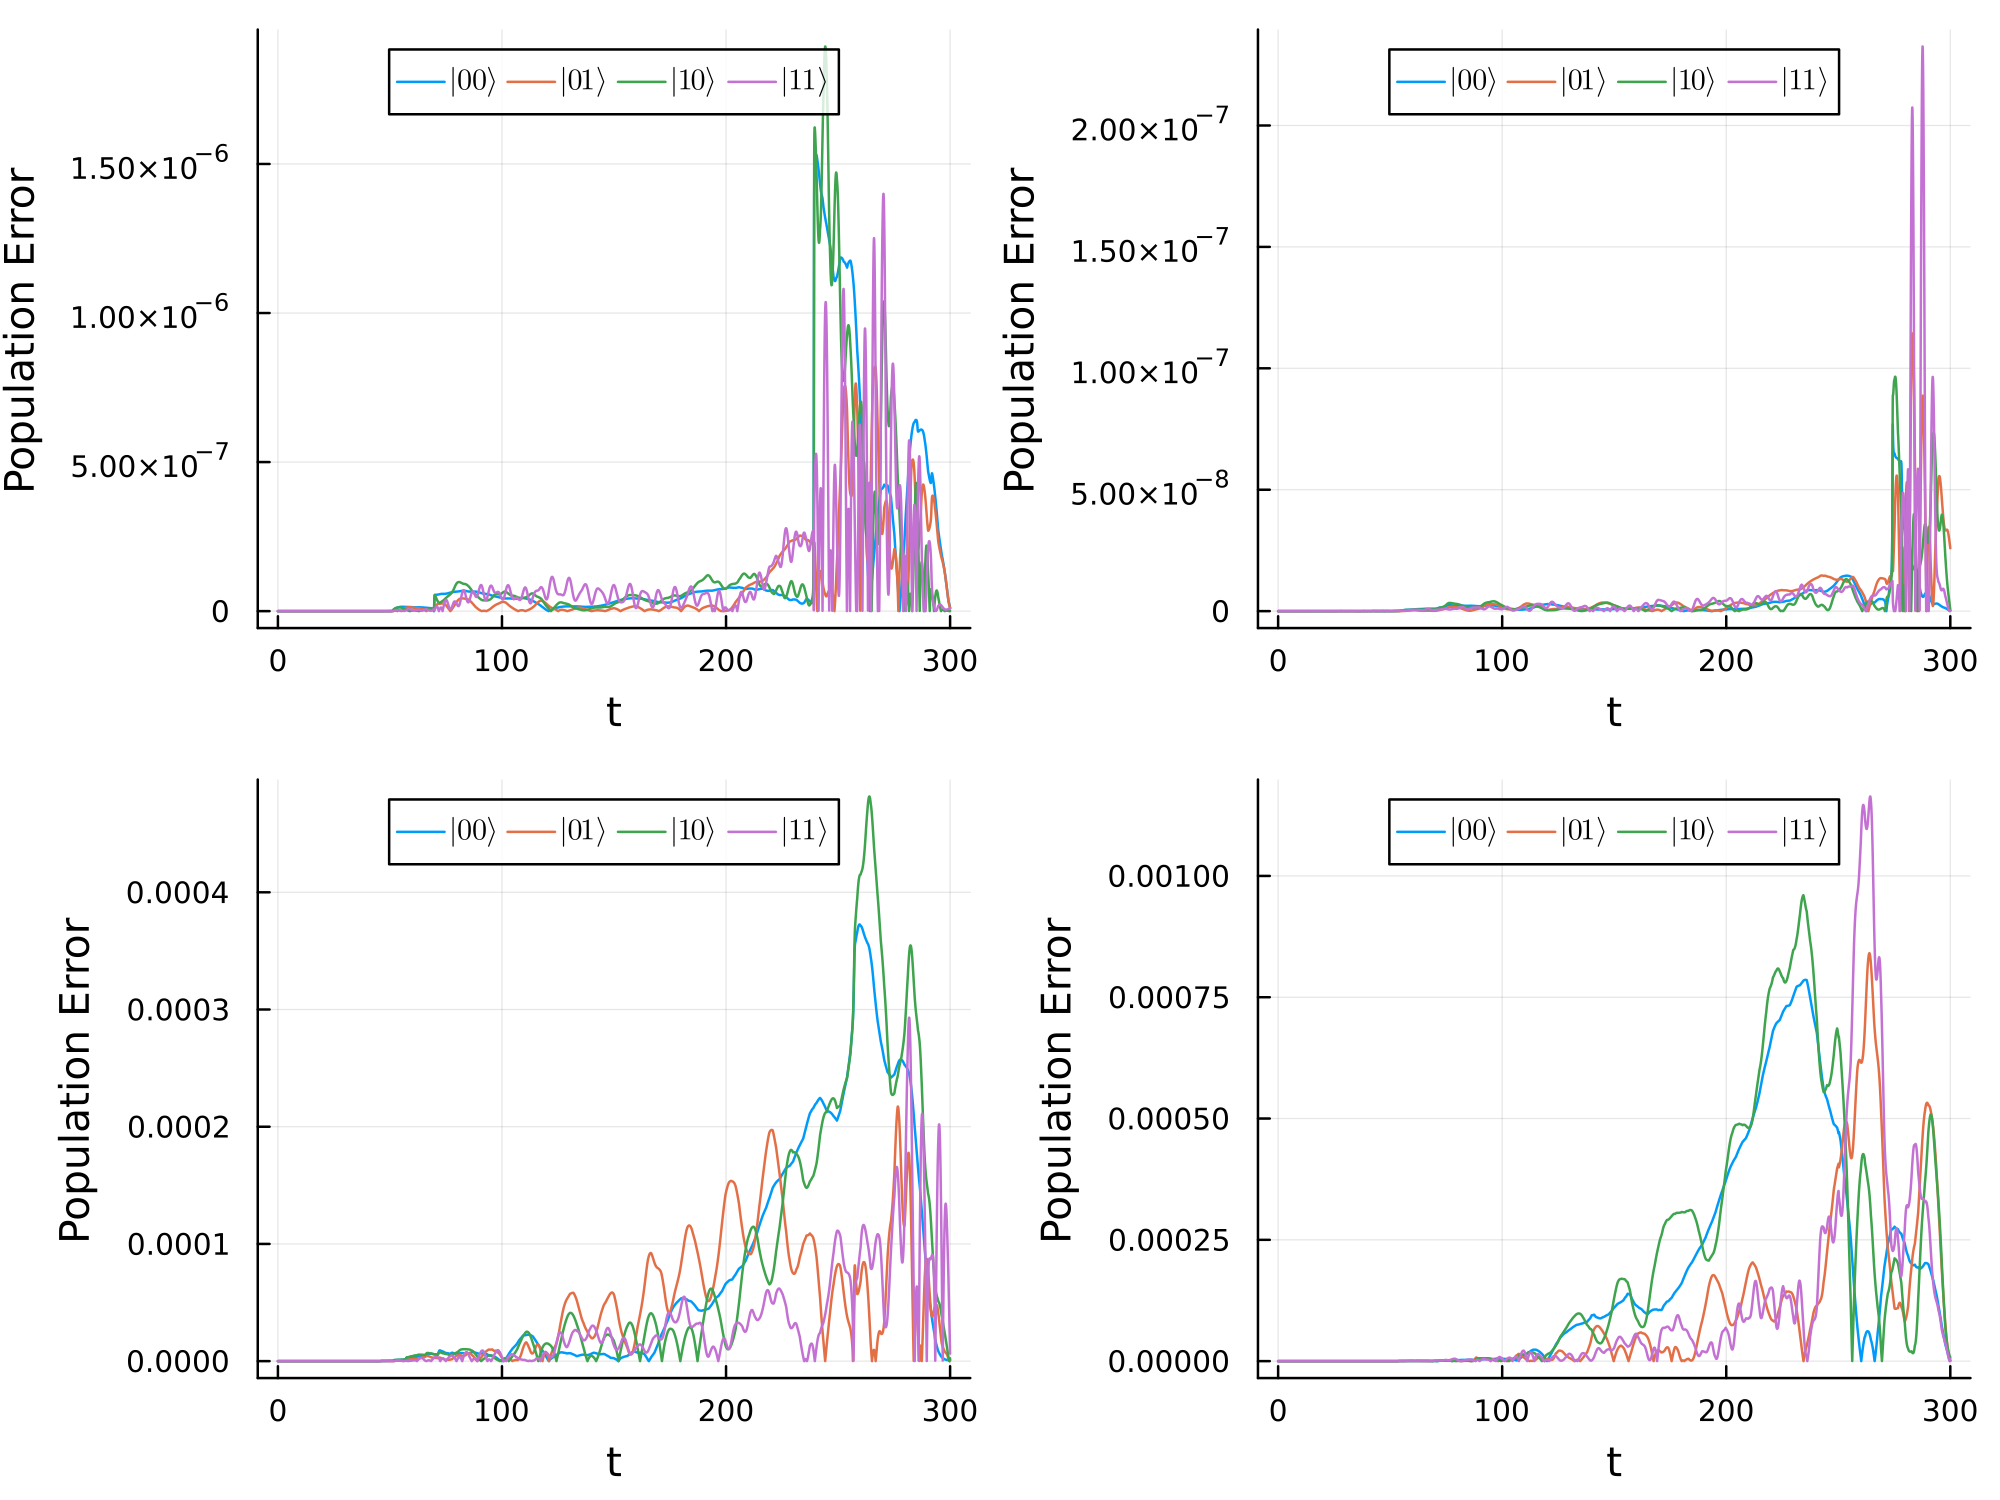 |00⟩ |01⟩ |10⟩ |11⟩
Population Error
1.50×10⁻⁶
1.00×10⁻⁶
5.00×10⁻⁷
0
0 100 200 300
t
|00⟩ |01⟩ |10⟩ |11⟩
Population Error
2.00×10⁻⁷
1.50×10⁻⁷
1.00×10⁻⁷
5.00×10⁻⁸
0
0 100 200 300
t
|00⟩ |01⟩ |10⟩ |11⟩
Population Error
0.0004
0.0003
0.0002
0.0001
0.0000
0 100 200 300
t
|00⟩ |01⟩ |10⟩ |11⟩
Population Error
0.00100
0.00075
0.00050
0.00025
0.00000
0 100 200 300
t